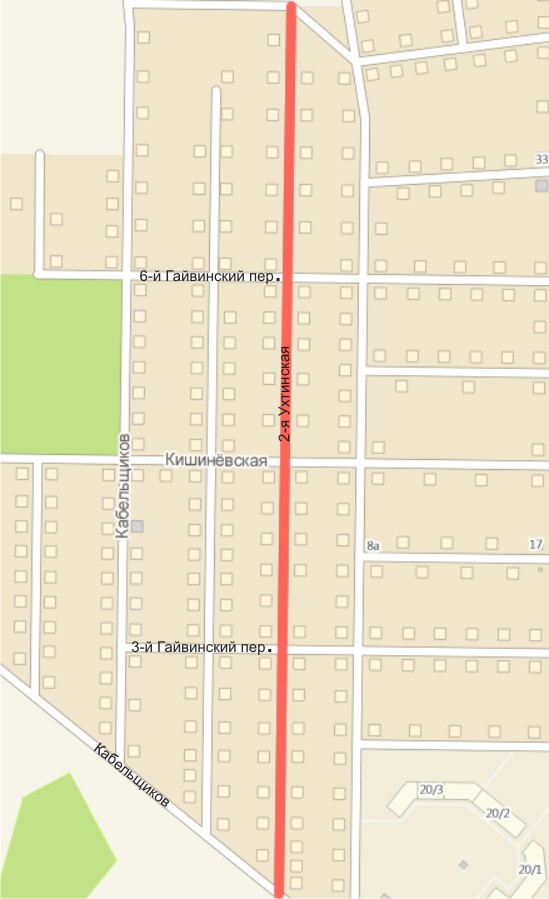 33
6-й Гайвинский пер.
2-я Ухтинская
Кишинёвская
Кабельщиков
8а
17
3-й Гайвинский пер.
Кабельщиков
20/3
20/2
20/1